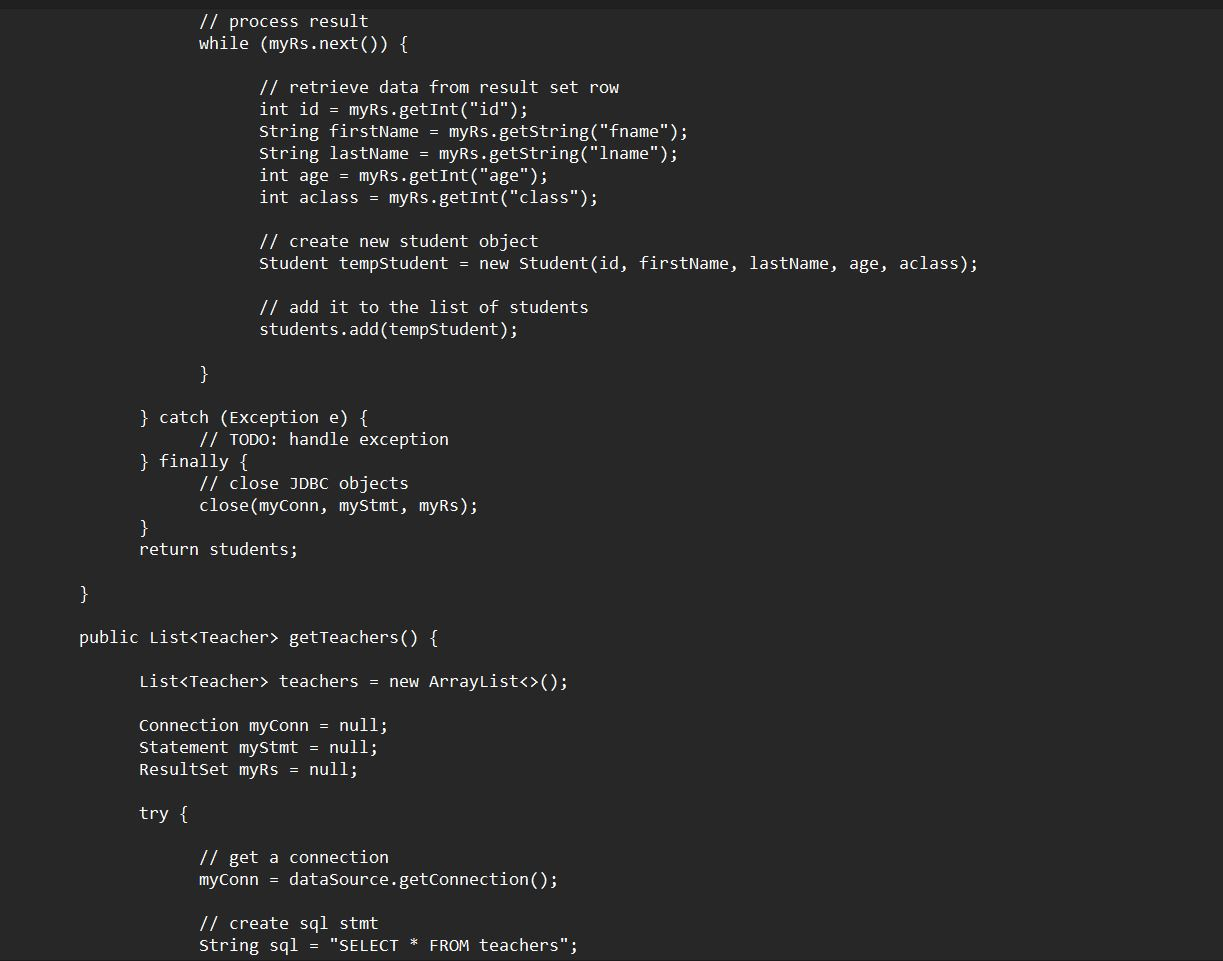 // process result
while (myRs.next()) {
// retrieve data from result set row
int id = myRs.getInt("id");
String firstName = myRs.getString("fname");
String lastName = myRs.getString("lname");
int age = myRs.getInt("age");
int aclass = myRs.getInt("class");
// create new student object
Student tempStudent = new Student(id, firstName, lastName, age, aclass);
// add it to the list of students
students.add(tempStudent);
}
} catch (Exception e) {
// TODO: handle exception
} finally {
// close JDBC objects
close(myConn, myStmt, myRs);
}
return students;
}
public List<Teacher> getTeachers() {
List<Teacher> teachers = new ArrayList<>();
Connection myConn = null;
Statement myStmt = null;
ResultSet myRs = null;
try {
// get a connection
myConn = dataSource.getConnection();
// create sql stmt
String sql = "SELECT * FROM teachers";